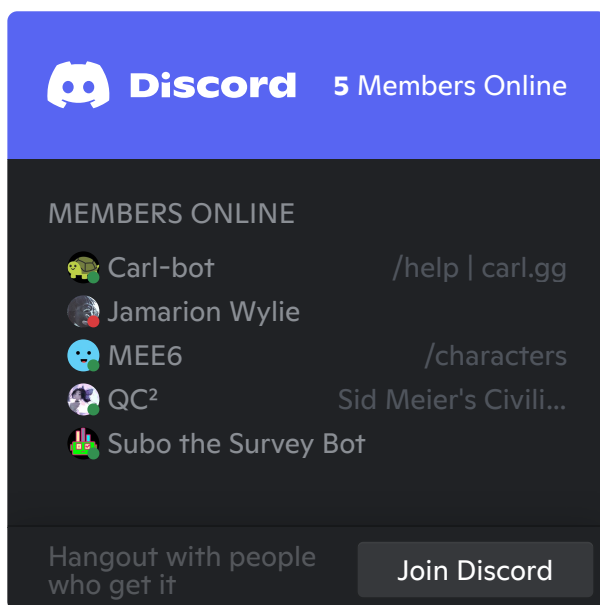 Discord 5 Members Online
MEMBERS ONLINE
Carl-bot /help | carl.gg
Jamarion Wylie
MEE6 /characters
QC² Sid Meier's Civili...
Subo the Survey Bot
Hangout with people
who get it
Join Discord